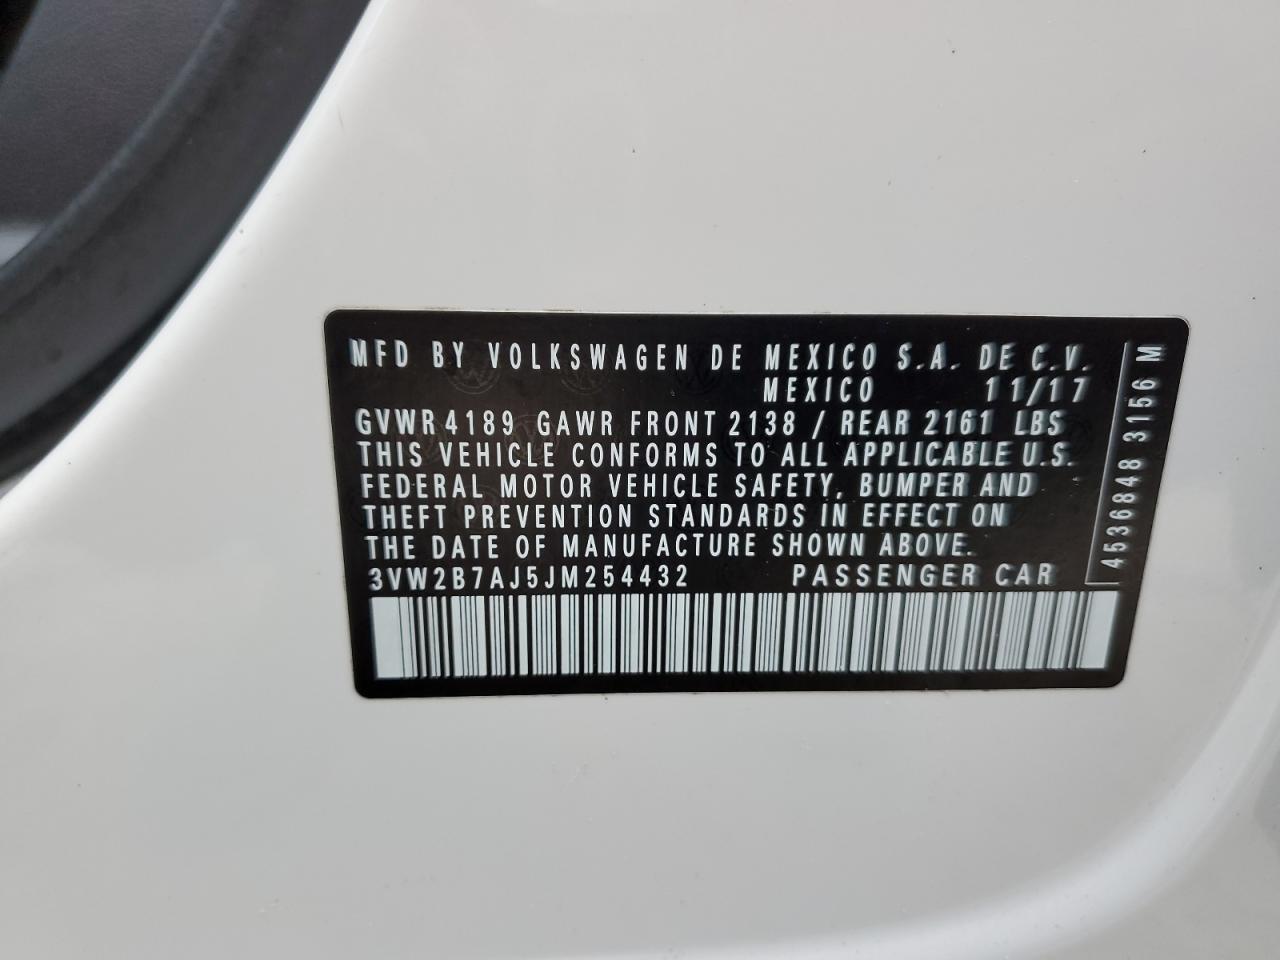 MFD BY VOLKSWAGEN DE MEXICO S.A. DE C.V.
MEXICO 11/17
GVWR 4189 GAWR FRONT 2138 / REAR 2161 LBS
THIS VEHICLE CONFORMS TO ALL APPLICABLE U.S.
FEDERAL MOTOR VEHICLE SAFETY, BUMPER AND
THEFT PREVENTION STANDARDS IN EFFECT ON
THE DATE OF MANUFACTURE SHOWN ABOVE.
3VW2B7AJ5JM254432 PASSENGER CAR
4536848 3156 M